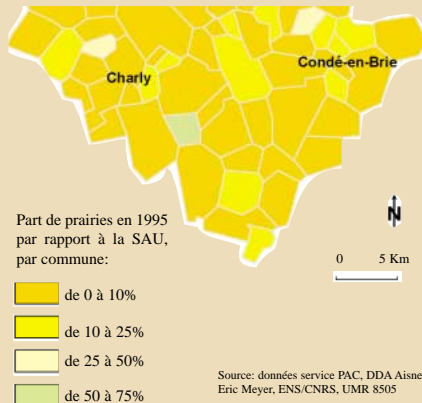 Condé-en-Brie
Charly
Part de prairies en 1995
par rapport à la SAU,
par commune:
N
0 5 Km
de 0 à 10%
de 10 à 25%
de 25 à 50%
de 50 à 75%
Source: données service PAC, DDA Aisne
Eric Meyer, ENS/CNRS, UMR 8505